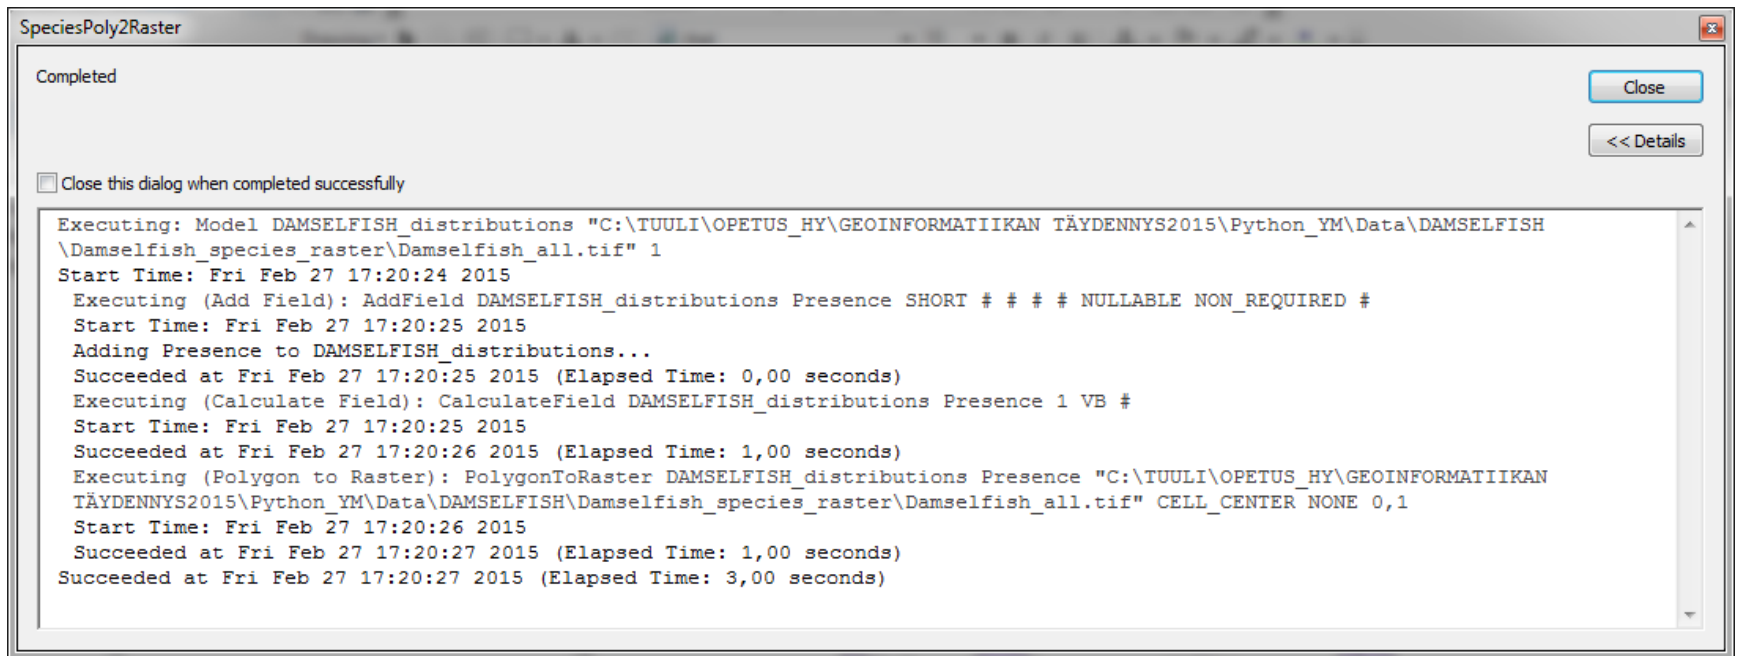 SpeciesPoly2Raster
Completed
Close
<< Details
Close this dialog when completed successfully
Executing: Model DAMSELFISH_distributions "C:\TUULI\OPETUS_HY\GEOINFORMATIIKAN TÄYDENNYS2015\Python_YM\Data\DAMSELFISH
\Damselfish_species_raster\Damselfish_all.tif" 1
Start Time: Fri Feb 27 17:20:24 2015
Executing (Add Field): AddField DAMSELFISH_distributions Presence SHORT # # # # NULLABLE NON_REQUIRED #
Start Time: Fri Feb 27 17:20:25 2015
Adding Presence to DAMSELFISH_distributions...
Succeeded at Fri Feb 27 17:20:25 2015 (Elapsed Time: 0,00 seconds)
Executing (Calculate Field): CalculateField DAMSELFISH_distributions Presence 1 VB #
Start Time: Fri Feb 27 17:20:25 2015
Succeeded at Fri Feb 27 17:20:26 2015 (Elapsed Time: 1,00 seconds)
Executing (Polygon to Raster): PolygonToRaster DAMSELFISH_distributions Presence "C:\TUULI\OPETUS_HY\GEOINFORMATIIKAN
TÄYDENNYS2015\Python_YM\Data\DAMSELFISH\Damselfish_species_raster\Damselfish_all.tif" CELL_CENTER NONE 0,1
Start Time: Fri Feb 27 17:20:26 2015
Succeeded at Fri Feb 27 17:20:27 2015 (Elapsed Time: 1,00 seconds)
Succeeded at Fri Feb 27 17:20:27 2015 (Elapsed Time: 3,00 seconds)